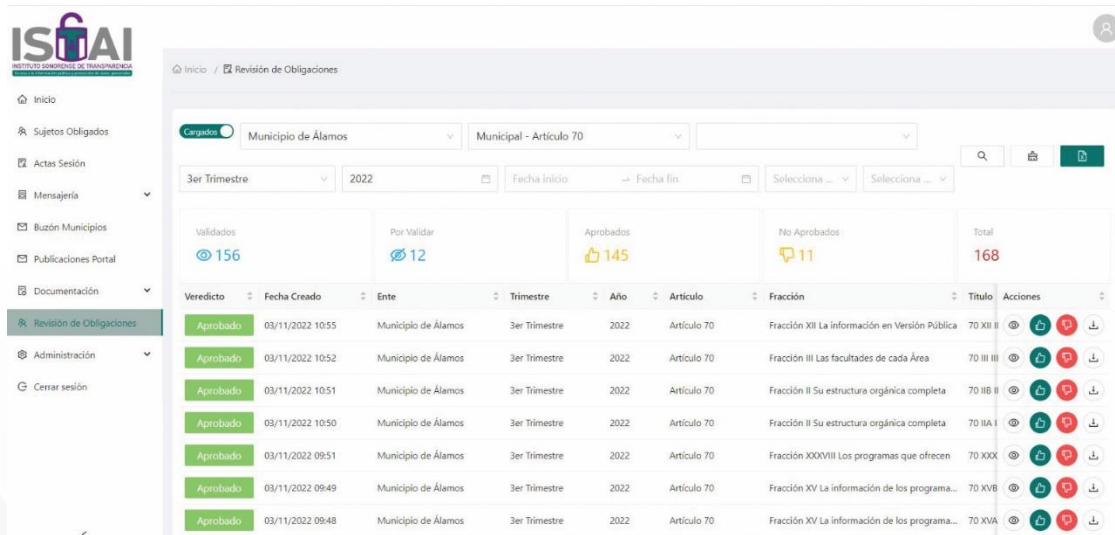 ISTAI
INSTITUTO SONORENSE DE TRANSPARENCIA
Inicio / Revisión de Obligaciones
Inicio
Sujetos Obligados
Actas Sesión
Mensajería
Buzón Municipios
Publicaciones Portal
Documentación
Revisión de Obligaciones
Administración
Cerrar sesión
Cargados Municipio de Álamos Municipal - Artículo 70
3er Trimestre 2022 Fecha inicio Fecha fin Selecciona ... Selecciona ...
Validados Por Validar Aprobados No Aprobados Total
156 12 145 11 168
Veredicto Fecha Creado Ente Trimestre Año Artículo Fracción Título Acciones
Aprobado 03/11/2022 10:55 Municipio de Álamos 3er Trimestre 2022 Artículo 70 Fracción XII La información en Versión Pública 70 XII II
Aprobado 03/11/2022 10:52 Municipio de Álamos 3er Trimestre 2022 Artículo 70 Fracción III Las facultades de cada Área 70 III III
Aprobado 03/11/2022 10:51 Municipio de Álamos 3er Trimestre 2022 Artículo 70 Fracción II Su estructura orgánica completa 70 IIB II
Aprobado 03/11/2022 10:50 Municipio de Álamos 3er Trimestre 2022 Artículo 70 Fracción II Su estructura orgánica completa 70 IIA I
Aprobado 03/11/2022 09:51 Municipio de Álamos 3er Trimestre 2022 Artículo 70 Fracción XXXVIII Los programas que ofrecen 70 XXX
Aprobado 03/11/2022 09:49 Municipio de Álamos 3er Trimestre 2022 Artículo 70 Fracción XV La información de los programa... 70 XVB
Aprobado 03/11/2022 09:48 Municipio de Álamos 3er Trimestre 2022 Artículo 70 Fracción XV La información de los programa... 70 XVA